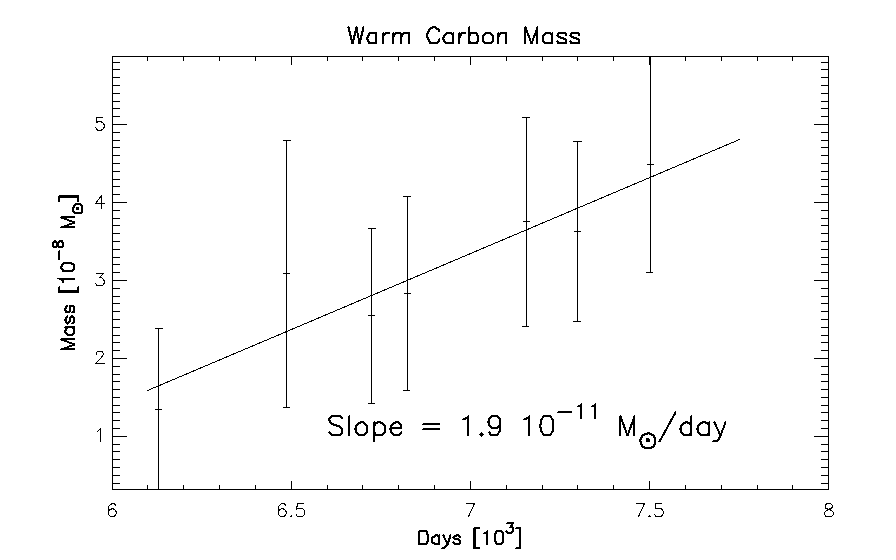 Warm Carbon Mass
Mass [10⁻⁸ M☉]
5
4
3
2
1
Slope = 1.9 10⁻¹¹ M☉/day
6 6.5 7 7.5 8
Days [10³]